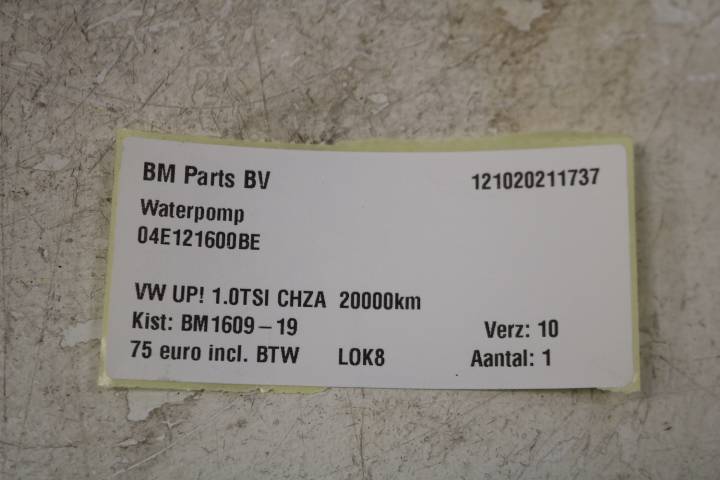 BM Parts BV 121020211737
Waterpomp
04E121600BE
VW UP! 1.0TSI CHZA 20000km
Kist: BM1609-19 Verz: 10
75 euro incl. BTW LOK8 Aantal: 1